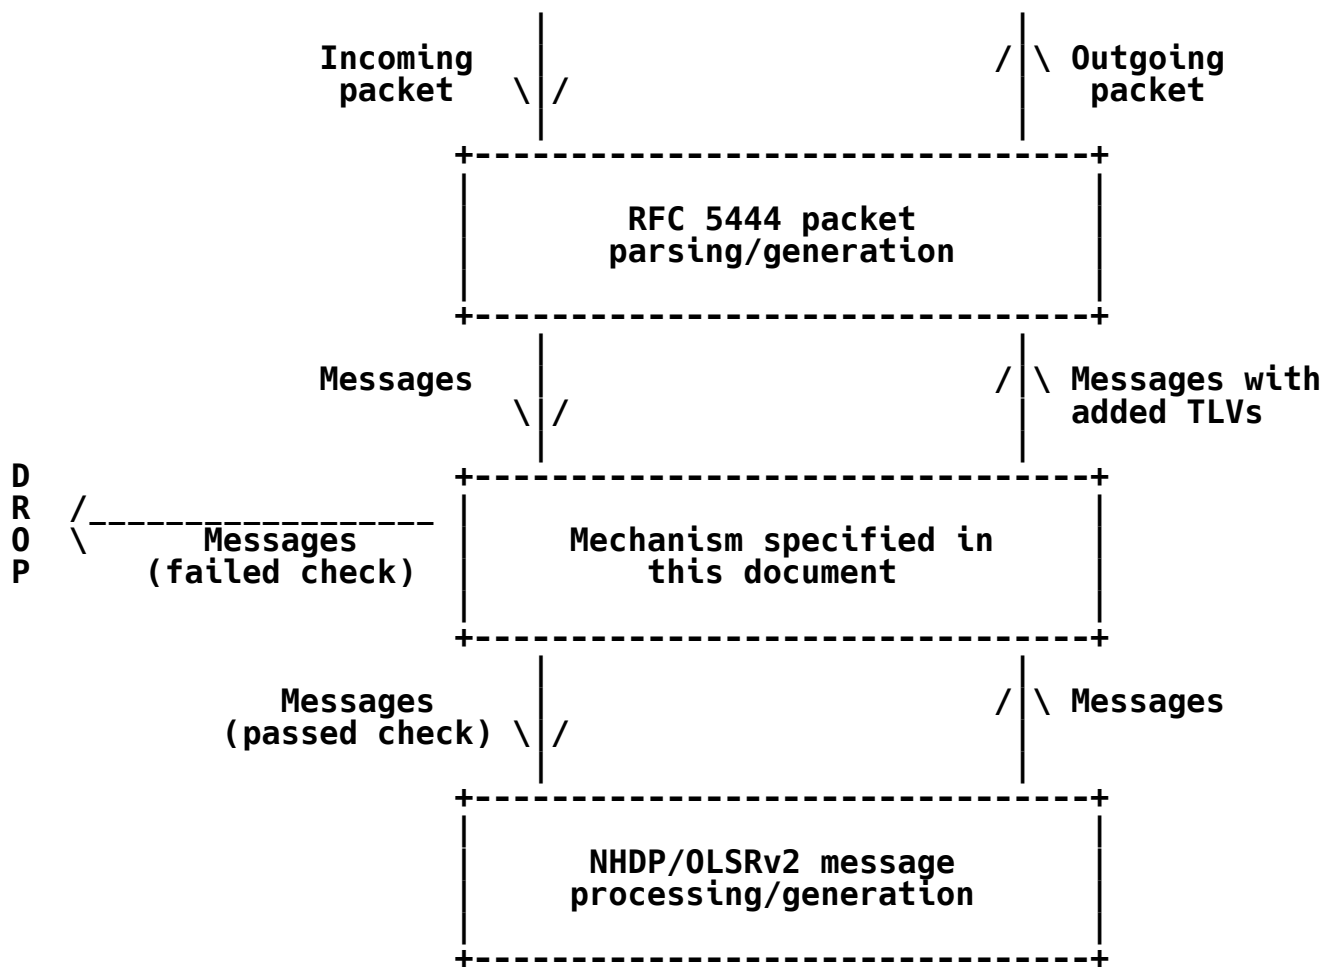 Incoming
packet
Outgoing
packet
RFC 5444 packet
parsing/generation
Messages
Messages with
added TLVs
D
R
O
P
Messages
(failed check)
Mechanism specified in
this document
Messages
(passed check)
Messages
NHDP/OLSRv2 message
processing/generation